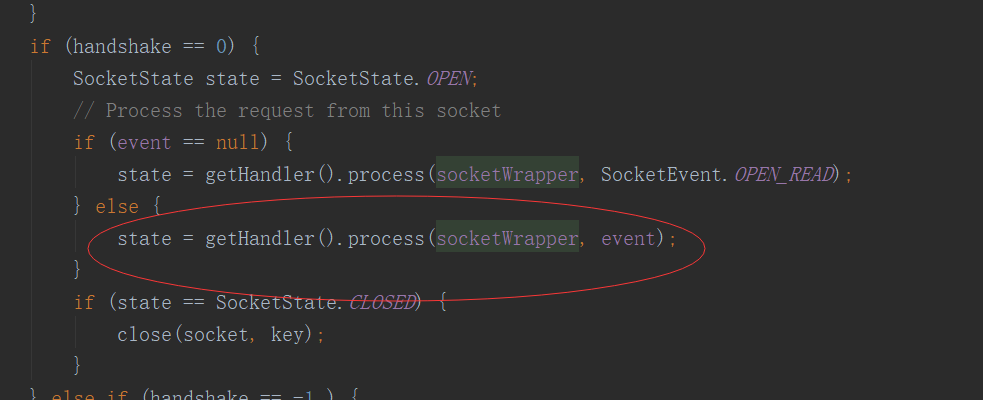 }
if (handshake == 0) {
SocketState state = SocketState.OPEN;
// Process the request from this socket
if (event == null) {
state = getHandler().process(socketWrapper, SocketEvent.OPEN_READ);
} else {
state = getHandler().process(socketWrapper, event);
}
if (state == SocketState.CLOSED) {
close(socket, key);
}
} else if (handshake == -1 ) {